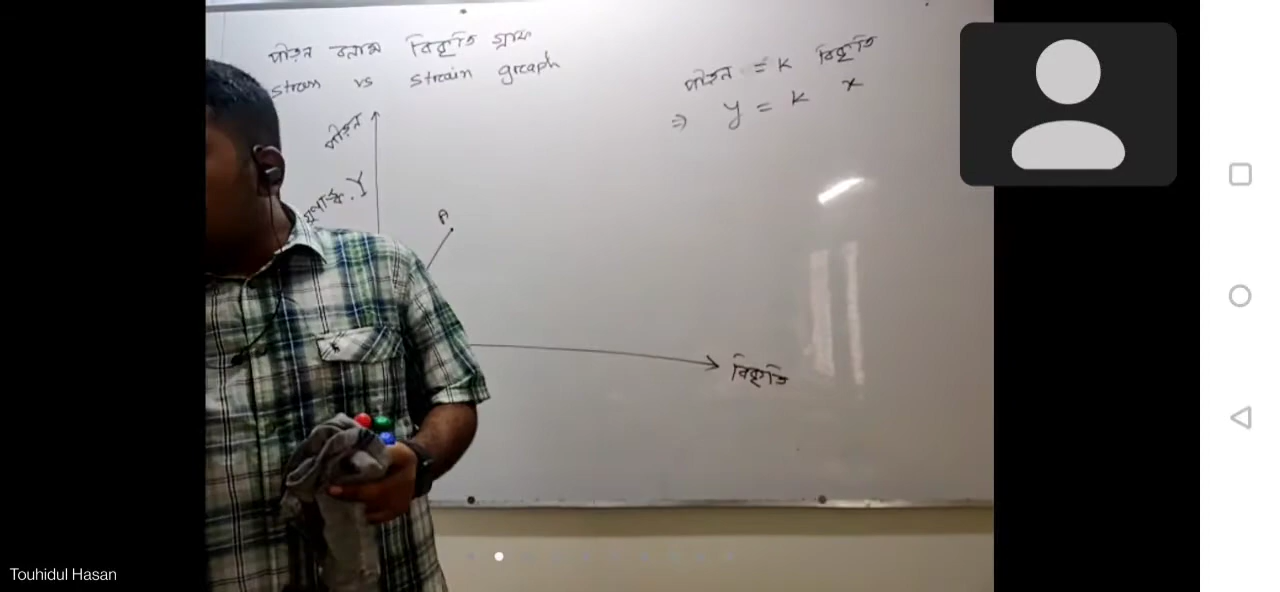 পীড়ন বনাম বিকৃতি গ্রাফ
stress vs strain graph
পীড়ন = k বিকৃতি
⇒ y = k x
পীড়ন
গুণাঙ্ক, Y
A
বিকৃতি
Touhidul Hasan